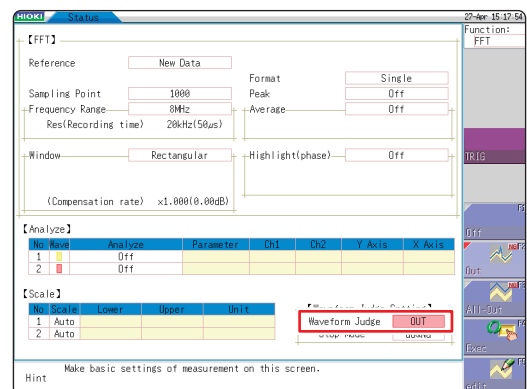 HIOKI Status 27-Apr 15:17:54
Function:
FFT
【FFT】
Reference New Data
Format Single
Sampling Point 1000 Peak Off
Frequency Range 8MHz Average Off
Res(Recording time) 20kHz(50μs)
Window Rectangular Highlight(phase) Off
TRIG
(Compensation rate) x1.000(0.00dB)
【Analyze】
No Wave Analyze Parameter Ch1 Ch2 Y Axis X Axis
1 Off
2 Off
Off
Out
【Scale】
No Scale Lower Upper Unit
1 Auto
2 Auto
Waveform Judge OUT
All-Out
Exec
Make basic settings of measurement on this screen.
Hint
edit